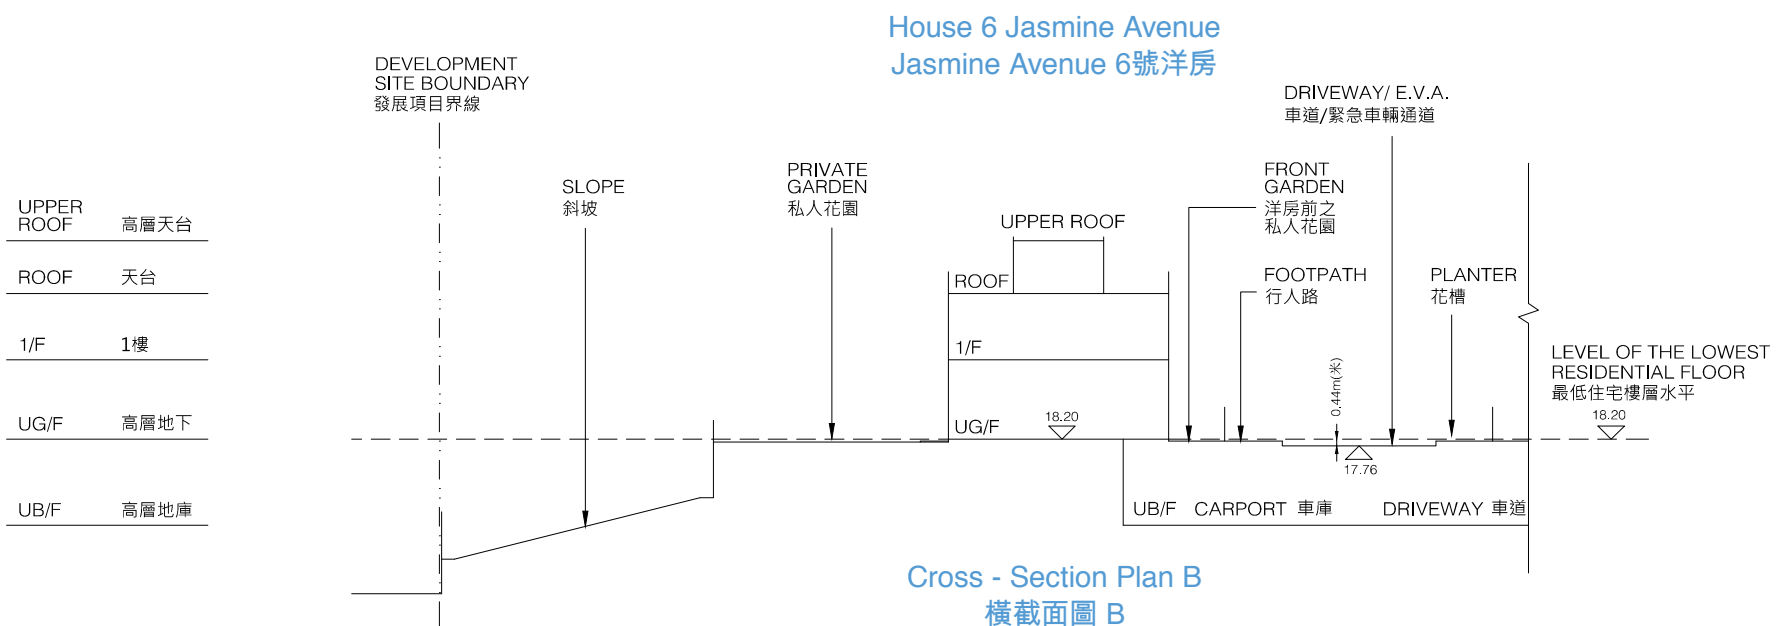 House 6 Jasmine Avenue
Jasmine Avenue 6號洋房
DEVELOPMENT
SITE BOUNDARY
發展項目界線
DRIVEWAY/ E.V.A.
車道/緊急車輛通道
SLOPE
斜坡
PRIVATE
GARDEN
私人花園
FRONT
GARDEN
洋房前之
私人花園
UPPER
ROOF 高層天台
UPPER ROOF
ROOF 天台
ROOF
FOOTPATH
行人路
PLANTER
花槽
1/F 1樓
1/F
0.44m(米)
LEVEL OF THE LOWEST
RESIDENTIAL FLOOR
最低住宅樓層水平
UG/F 高層地下
UG/F
18.20
18.20
17.76
UB/F 高層地庫
UB/F CARPORT 車庫
DRIVEWAY 車道
Cross - Section Plan B
橫截面圖 B